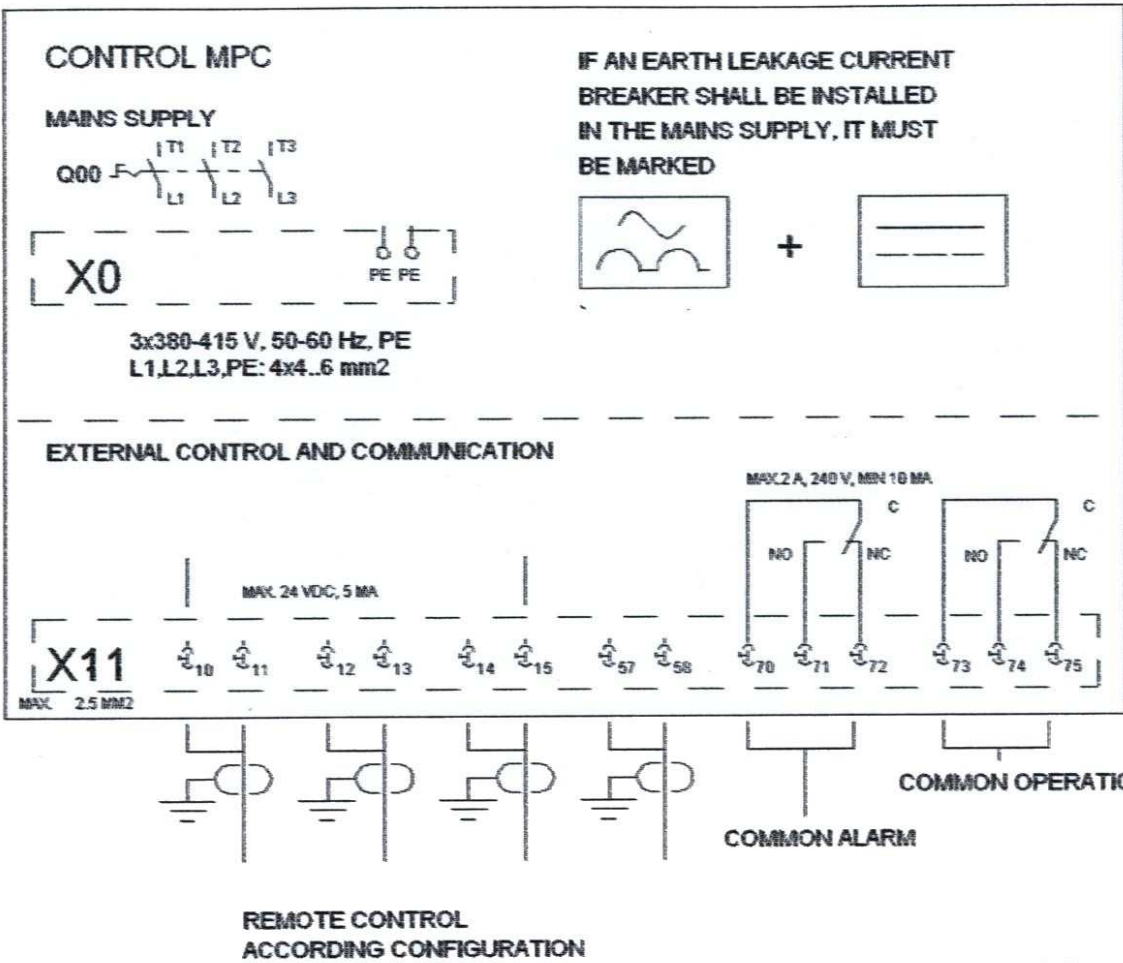 CONTROL MPC
MAINS SUPPLY
T1 T2 T3
Q00
L1 L2 L3
X0
PE PE
3x380-415 V, 50-60 Hz, PE
L1,L2,L3,PE: 4x4..6 mm2
IF AN EARTH LEAKAGE CURRENT
BREAKER SHALL BE INSTALLED
IN THE MAINS SUPPLY, IT MUST
BE MARKED
+
EXTERNAL CONTROL AND COMMUNICATION
MAX.2 A, 240 V, MIN 10 MA
C C
NO NC NO NC
MAX. 24 VDC, 5 MA
X11
10 11 12 13 14 15 57 58 70 71 72 73 74 75
MAX. 2.5 MM2
COMMON OPERATIO
COMMON ALARM
REMOTE CONTROL
ACCORDING CONFIGURATION